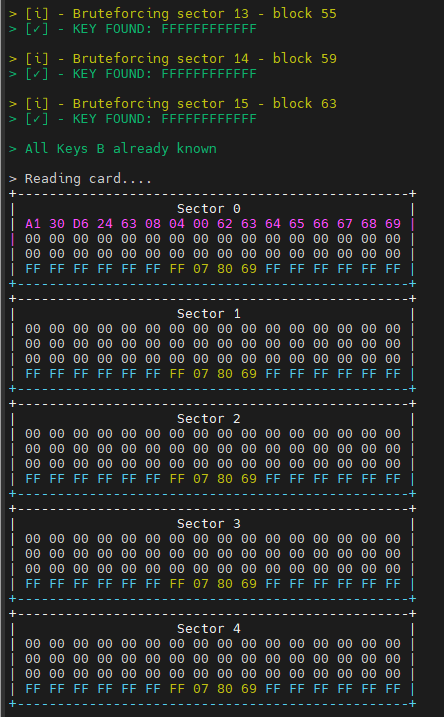 > [i] - Bruteforcing sector 13 - block 55
> [✓] - KEY FOUND: FFFFFFFFFFFF
> [i] - Bruteforcing sector 14 - block 59
> [✓] - KEY FOUND: FFFFFFFFFFFF
> [i] - Bruteforcing sector 15 - block 63
> [✓] - KEY FOUND: FFFFFFFFFFFF
> All Keys B already known
> Reading card....
+-------------------------------------------------+
| Sector 0 |
| A1 30 D6 24 63 08 04 00 62 63 64 65 66 67 68 69 |
| 00 00 00 00 00 00 00 00 00 00 00 00 00 00 00 00 |
| 00 00 00 00 00 00 00 00 00 00 00 00 00 00 00 00 |
| FF FF FF FF FF FF FF 07 80 69 FF FF FF FF FF FF |
+-------------------------------------------------+
+-------------------------------------------------+
| Sector 1 |
| 00 00 00 00 00 00 00 00 00 00 00 00 00 00 00 00 |
| 00 00 00 00 00 00 00 00 00 00 00 00 00 00 00 00 |
| 00 00 00 00 00 00 00 00 00 00 00 00 00 00 00 00 |
| FF FF FF FF FF FF FF 07 80 69 FF FF FF FF FF FF |
+-------------------------------------------------+
+-------------------------------------------------+
| Sector 2 |
| 00 00 00 00 00 00 00 00 00 00 00 00 00 00 00 00 |
| 00 00 00 00 00 00 00 00 00 00 00 00 00 00 00 00 |
| 00 00 00 00 00 00 00 00 00 00 00 00 00 00 00 00 |
| FF FF FF FF FF FF FF 07 80 69 FF FF FF FF FF FF |
+-------------------------------------------------+
+-------------------------------------------------+
| Sector 3 |
| 00 00 00 00 00 00 00 00 00 00 00 00 00 00 00 00 |
| 00 00 00 00 00 00 00 00 00 00 00 00 00 00 00 00 |
| 00 00 00 00 00 00 00 00 00 00 00 00 00 00 00 00 |
| FF FF FF FF FF FF FF 07 80 69 FF FF FF FF FF FF |
+-------------------------------------------------+
+-------------------------------------------------+
| Sector 4 |
| 00 00 00 00 00 00 00 00 00 00 00 00 00 00 00 00 |
| 00 00 00 00 00 00 00 00 00 00 00 00 00 00 00 00 |
| 00 00 00 00 00 00 00 00 00 00 00 00 00 00 00 00 |
| FF FF FF FF FF FF FF 07 80 69 FF FF FF FF FF FF |
+-------------------------------------------------+